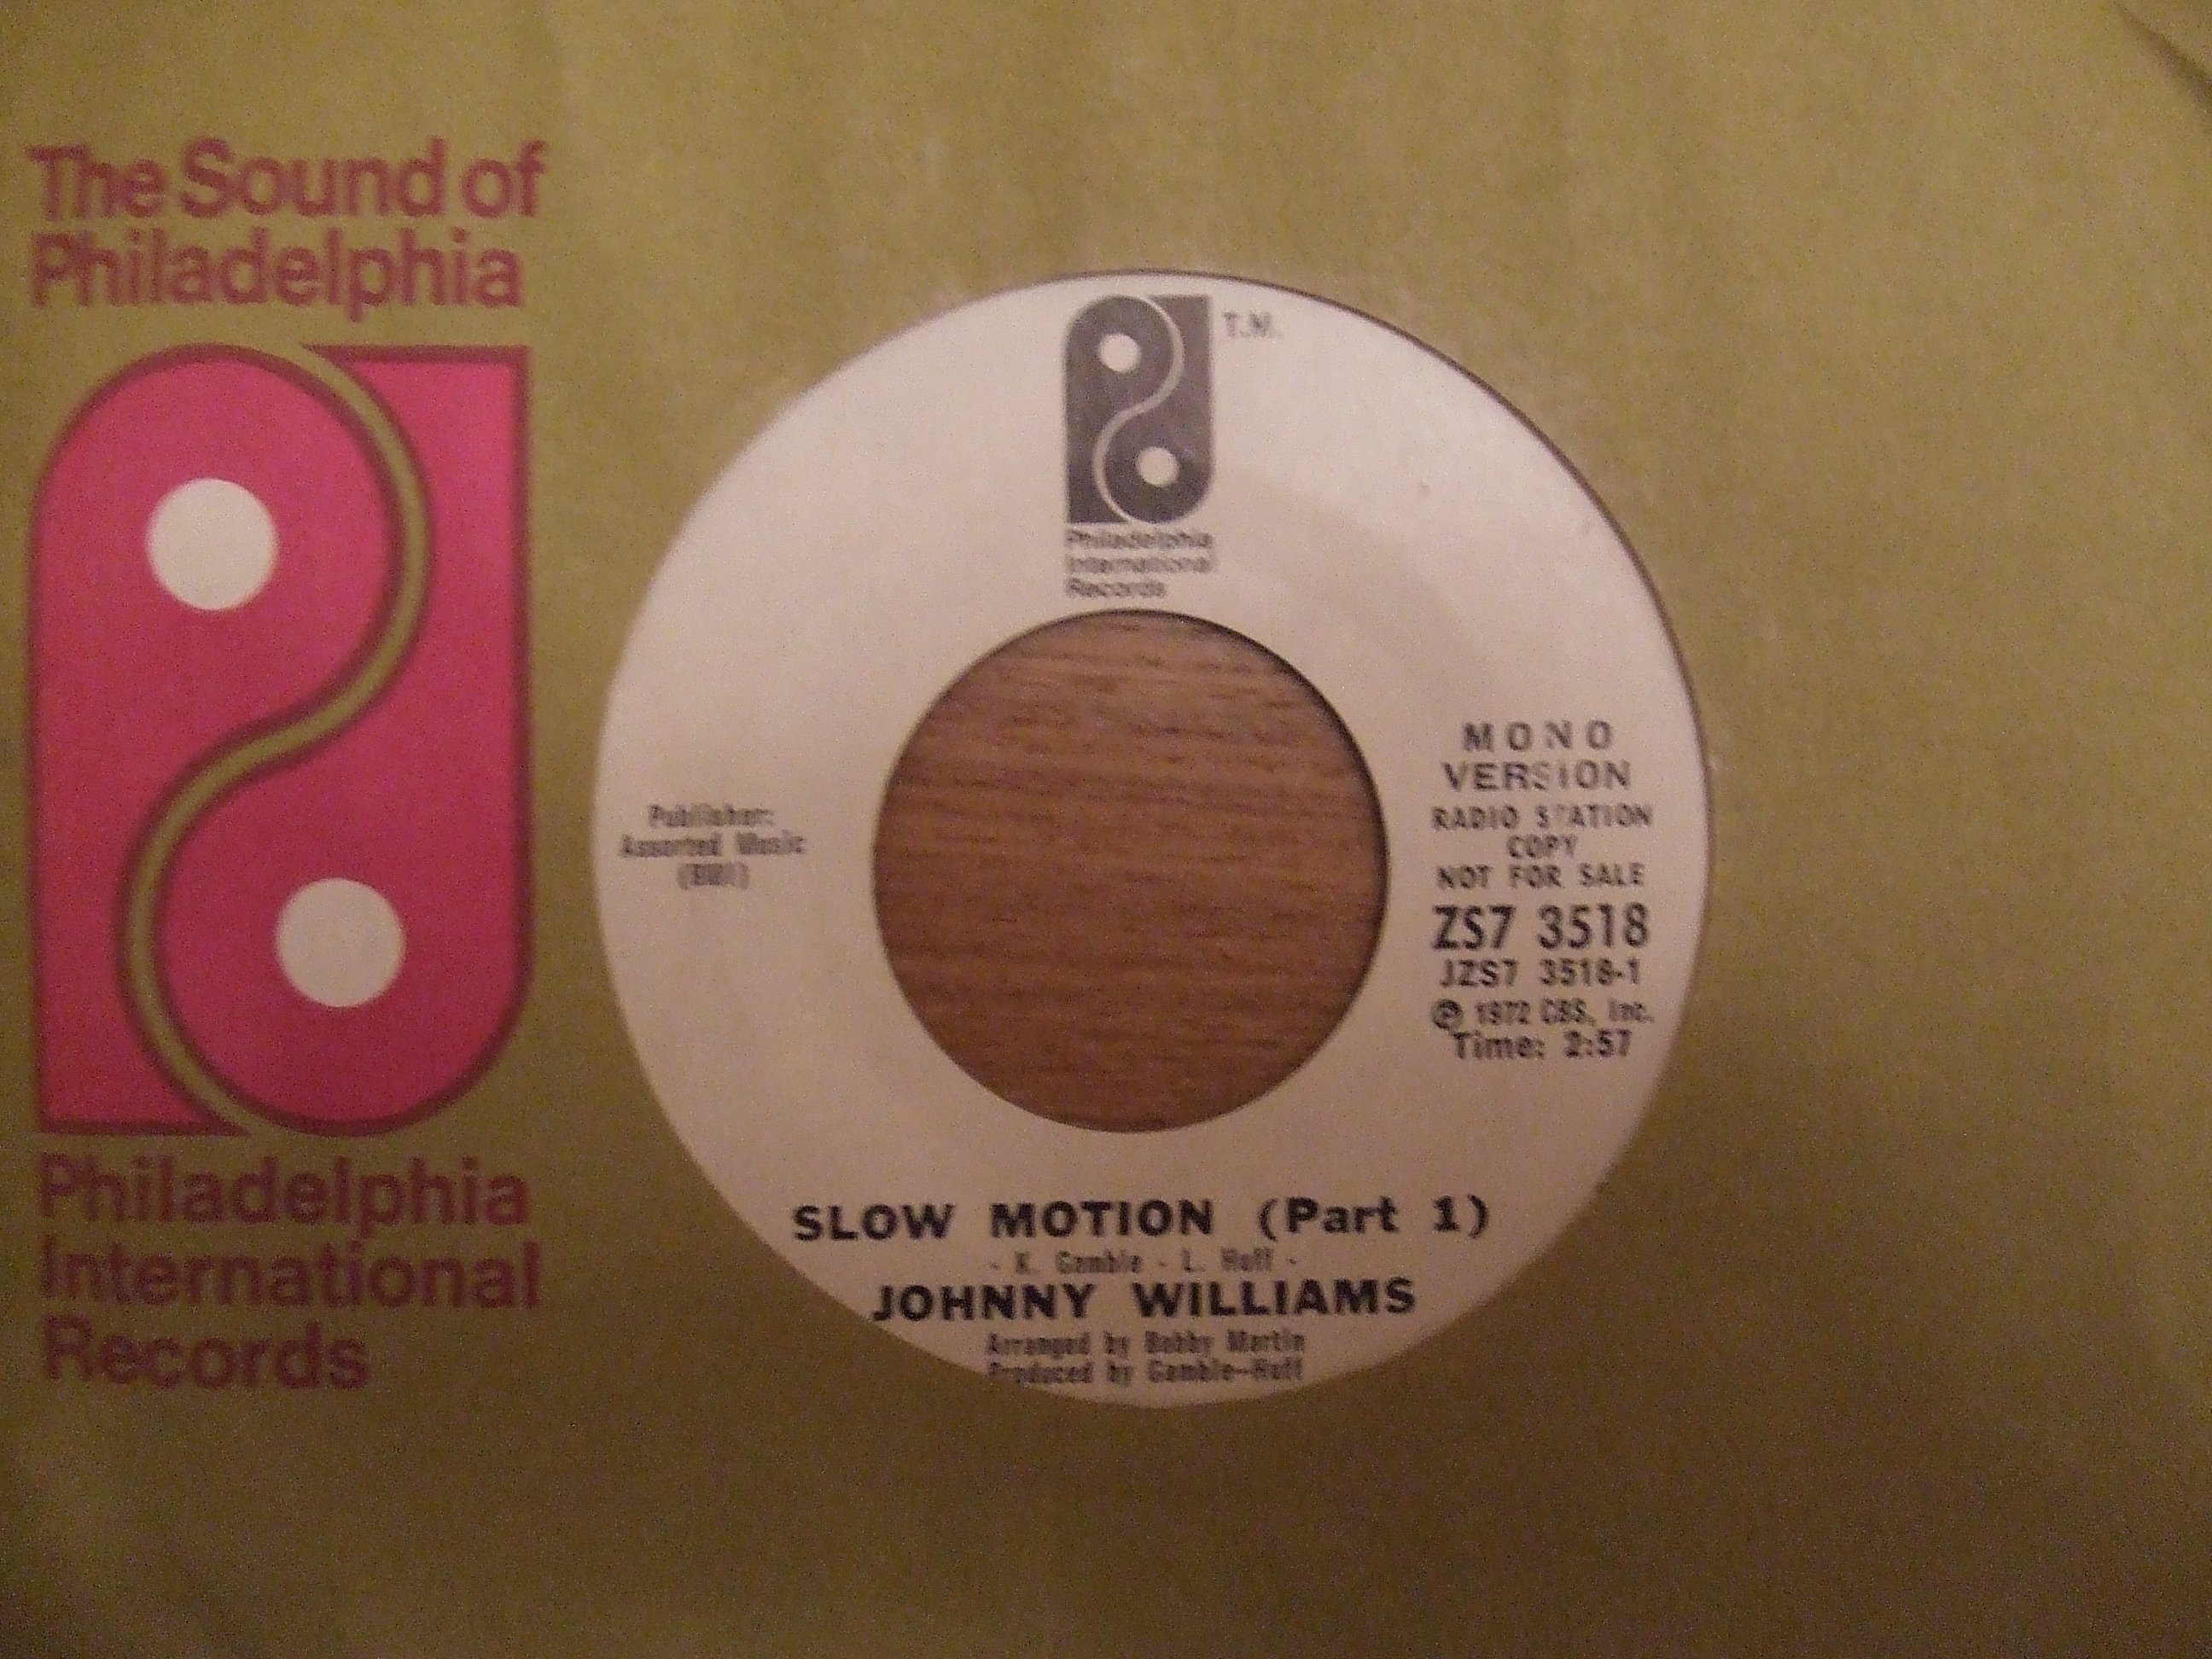 The Sound of
Philadelphia
Philadelphia
International
Records
T.M.
Philadelphia
International
Records
Publisher:
Assorted Music
(BMI)
MONO
VERSION
RADIO STATION
COPY
NOT FOR SALE
ZS7 3518
JZS7 3518-1
℗ 1972 CBS, Inc.
Time: 2:57
SLOW MOTION (Part 1)
- K. Gamble - L. Huff -
JOHNNY WILLIAMS
Arranged by Bobby Martin
Produced by Gamble-Huff